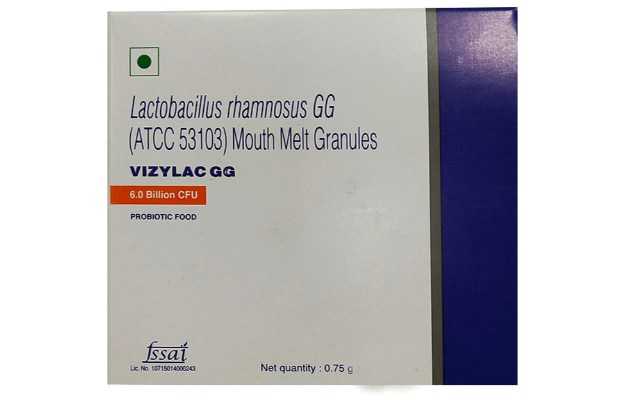 Lactobacillus rhamnosus GG
(ATCC 53103) Mouth Melt Granules
VIZYLAC GG
6.0 Billion CFU
PROBIOTIC FOOD
fssai
Lic. No. 10715014000243
Net quantity : 0.75 g